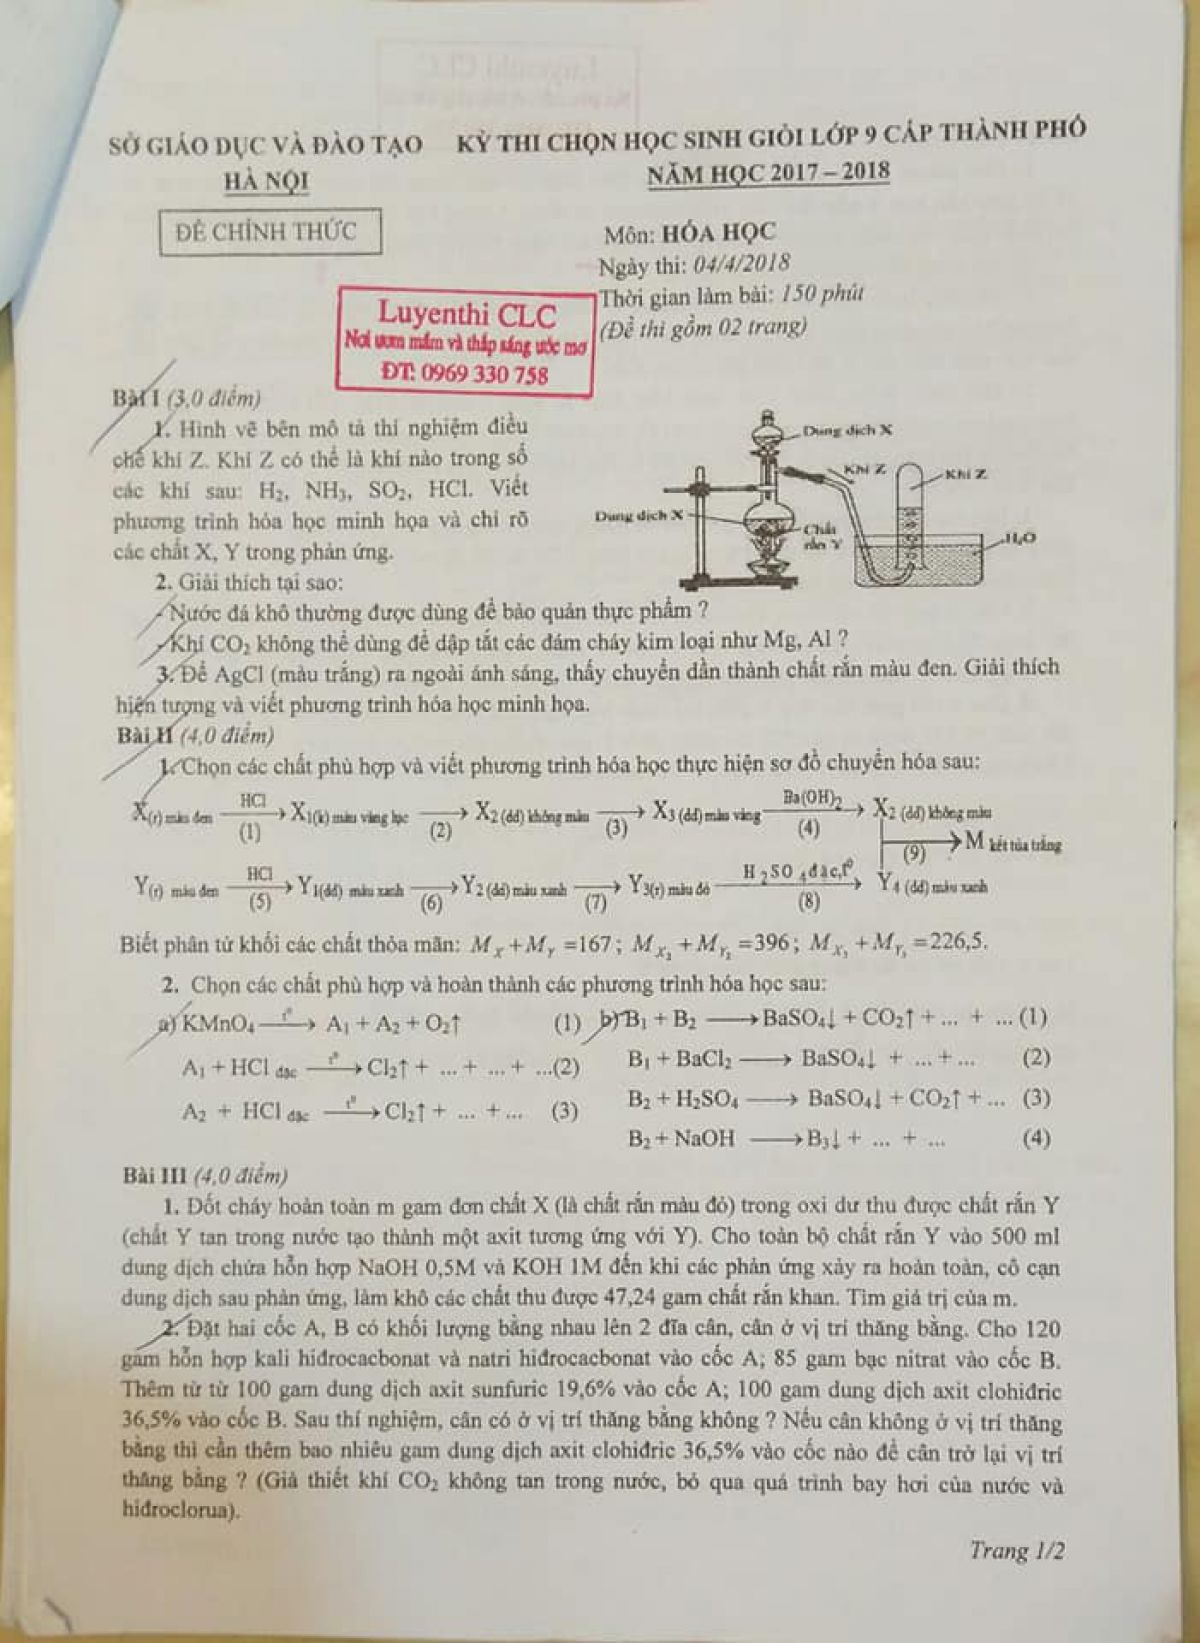 SỞ GIÁO DỤC VÀ ĐÀO TẠO
HÀ NỘI
ĐỀ CHÍNH THỨC
KỲ THI CHỌN HỌC SINH GIỎI LỚP 9 CẤP THÀNH PHỐ
NĂM HỌC 2017 – 2018
Môn: HÓA HỌC
Ngày thi: 04/4/2018
Thời gian làm bài: 150 phút
(Đề thi gồm 02 trang)
Luyenthi CLC
Nơi ươm mầm và thắp sáng ước mơ
ĐT: 0969 330 758
Bài I (3,0 điểm)
1. Hình vẽ bên mô tả thí nghiệm điều
chế khí Z. Khí Z có thể là khí nào trong số
các khí sau: H₂, NH₃, SO₂, HCl. Viết
phương trình hóa học minh họa và chỉ rõ
các chất X, Y trong phản ứng.
Dung dịch X
Khí Z
Khí Z
Dung dịch X
Chất
rắn Y
H₂O
2. Giải thích tại sao:
- Nước đá khô thường được dùng để bảo quản thực phẩm ?
- Khí CO₂ không thể dùng để dập tắt các đám cháy kim loại như Mg, Al ?
3. Để AgCl (màu trắng) ra ngoài ánh sáng, thấy chuyển dần thành chất rắn màu đen. Giải thích
hiện tượng và viết phương trình hóa học minh họa.
Bài II (4,0 điểm)
1. Chọn các chất phù hợp và viết phương trình hóa học thực hiện sơ đồ chuyển hóa sau:
X(r) màu đen —HCl (1)→ X₁(k) màu vàng lục —(2)→ X₂ (dd) không màu —(3)→ X₃ (dd) màu vàng —Ba(OH)₂ (4)→ X₂ (dd) không màu
(9)→ M kết tủa trắng
Y(r) màu đen —HCl (5)→ Y₁(dd) màu xanh —(6)→ Y₂ (dd) màu xanh —(7)→ Y₃(r) màu đỏ —H₂SO₄ đặc,t⁰ (8)→ Y₄ (dd) màu xanh
Biết phân tử khối các chất thỏa mãn: M_X + M_Y = 167; M_X₂ + M_Y₂ = 396; M_X₃ + M_Y₃ = 226,5.
2. Chọn các chất phù hợp và hoàn thành các phương trình hóa học sau:
a) KMnO₄ —t⁰→ A₁ + A₂ + O₂↑ (1) b) B₁ + B₂ ⟶ BaSO₄↓ + CO₂↑ + ... + ... (1)
A₁ + HCl đặc —t⁰→ Cl₂↑ + ... + ... + ...(2) B₁ + BaCl₂ ⟶ BaSO₄↓ + ... + ... (2)
A₂ + HCl đặc —t⁰→ Cl₂↑ + ... + ... (3) B₂ + H₂SO₄ ⟶ BaSO₄↓ + CO₂↑ + ... (3)
B₂ + NaOH ⟶ B₃↓ + ... + ... (4)
Bài III (4,0 điểm)
1. Đốt cháy hoàn toàn m gam đơn chất X (là chất rắn màu đỏ) trong oxi dư thu được chất rắn Y
(chất Y tan trong nước tạo thành một axit tương ứng với Y). Cho toàn bộ chất rắn Y vào 500 ml
dung dịch chứa hỗn hợp NaOH 0,5M và KOH 1M đến khi các phản ứng xảy ra hoàn toàn, cô cạn
dung dịch sau phản ứng, làm khô các chất thu được 47,24 gam chất rắn khan. Tìm giá trị của m.
2. Đặt hai cốc A, B có khối lượng bằng nhau lên 2 đĩa cân, cân ở vị trí thăng bằng. Cho 120
gam hỗn hợp kali hiđrocacbonat và natri hiđrocacbonat vào cốc A; 85 gam bạc nitrat vào cốc B.
Thêm từ từ 100 gam dung dịch axit sunfuric 19,6% vào cốc A; 100 gam dung dịch axit clohiđric
36,5% vào cốc B. Sau thí nghiệm, cân có ở vị trí thăng bằng không ? Nếu cân không ở vị trí thăng
bằng thì cần thêm bao nhiêu gam dung dịch axit clohiđric 36,5% vào cốc nào để cân trở lại vị trí
thăng bằng ? (Giả thiết khí CO₂ không tan trong nước, bỏ qua quá trình bay hơi của nước và
hiđroclorua).
Trang 1/2